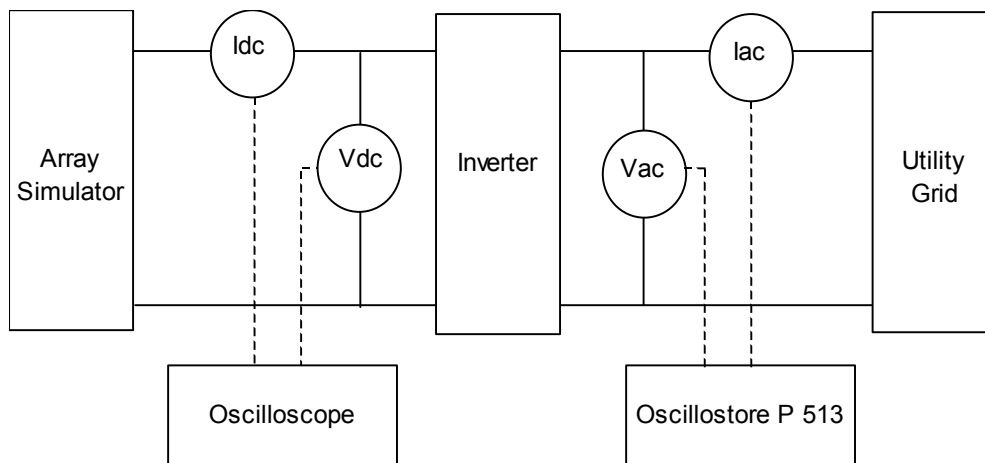 Idc
Iac
Array
Simulator
Vdc
Inverter
Vac
Utility
Grid
Oscilloscope
Oscillostore P 513